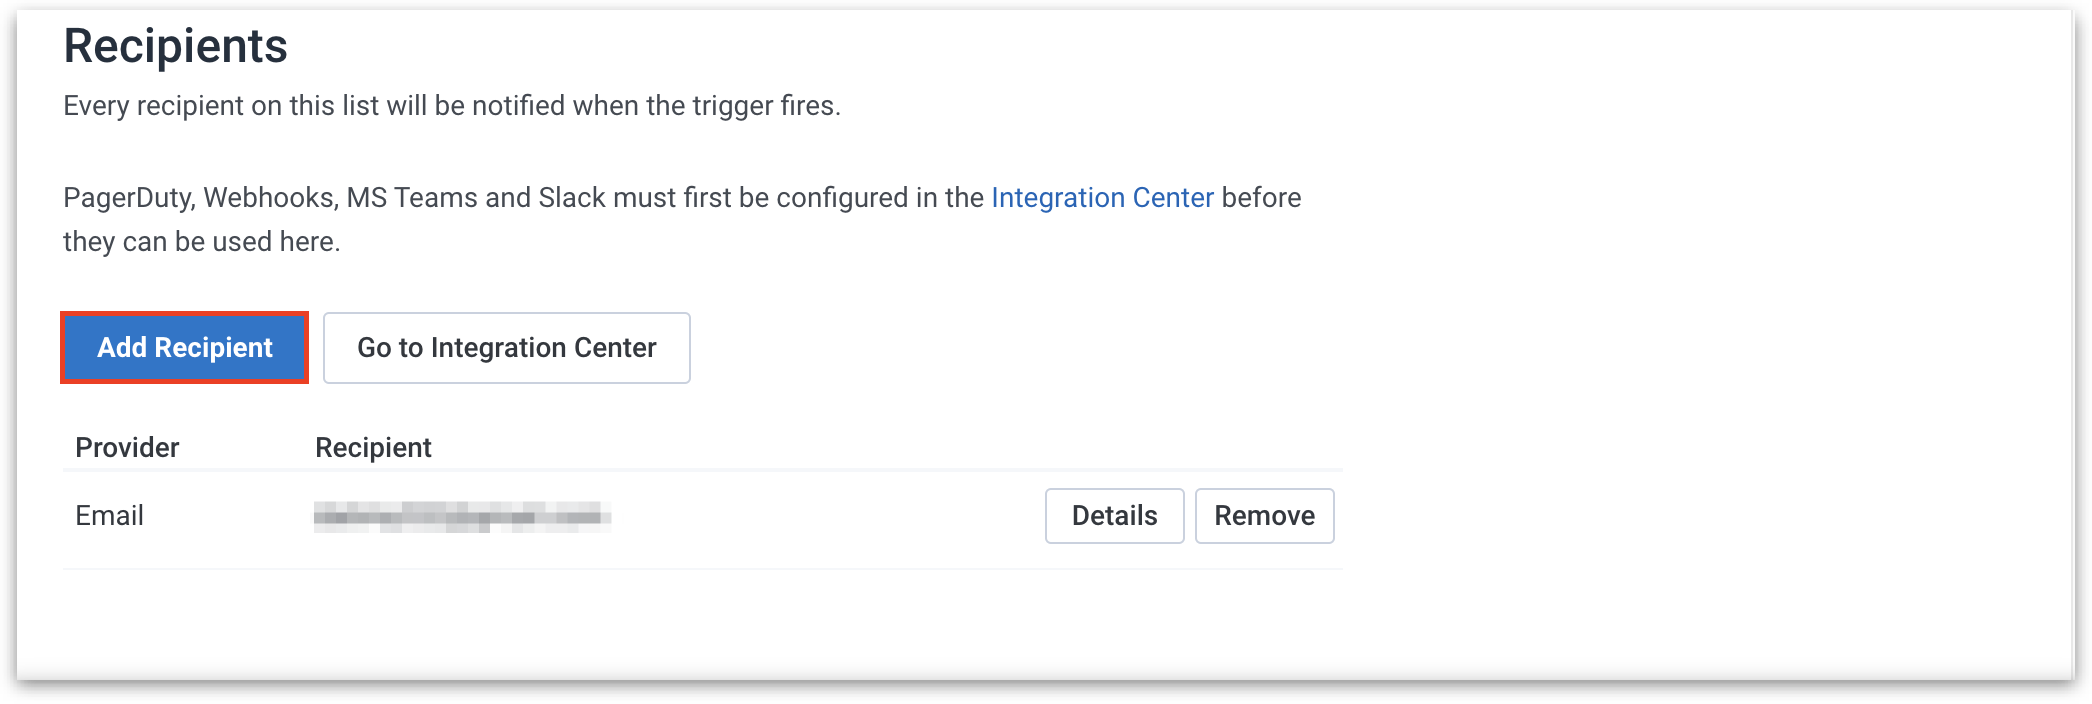 Recipients
Every recipient on this list will be notified when the trigger fires.
PagerDuty, Webhooks, MS Teams and Slack must first be configured in the Integration Center before
they can be used here.
Add Recipient Go to Integration Center
Provider Recipient
Email Details Remove